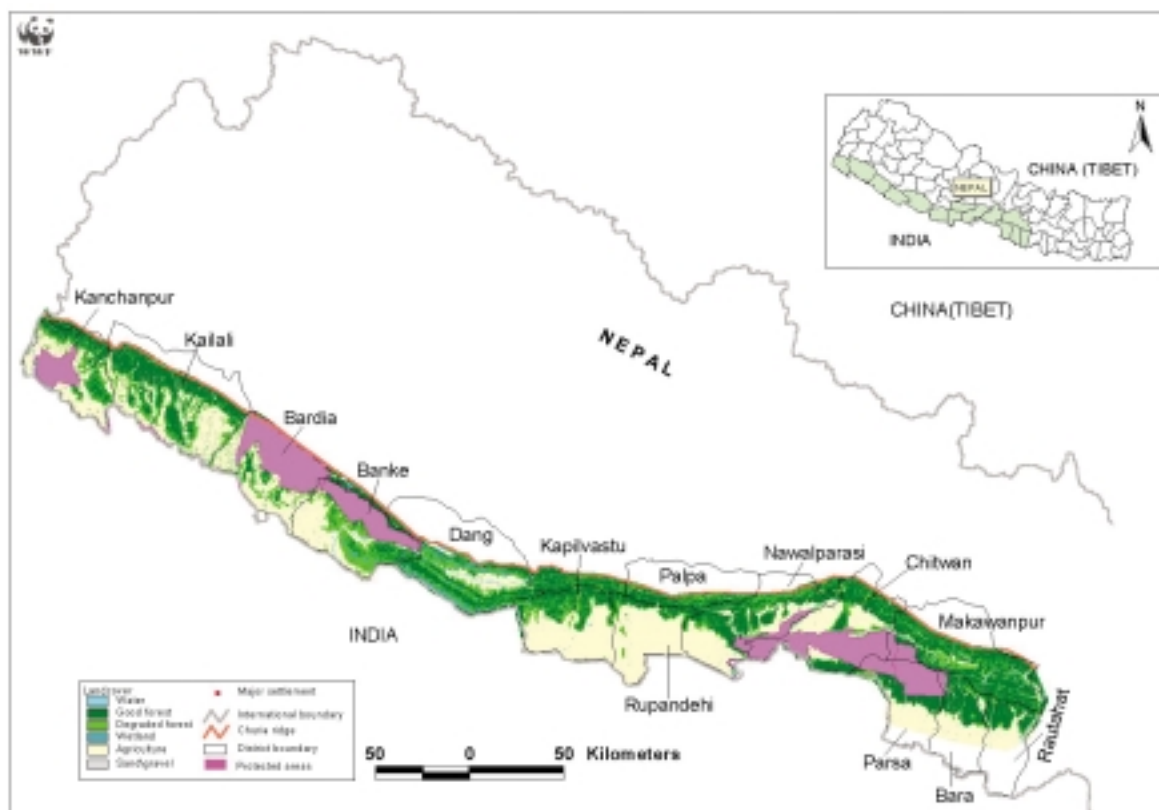 WWF
N
CHINA (TIBET)
NEPAL
INDIA
CHINA(TIBET)
NEPAL
Kanchanpur
Kailali
Bardia
Banke
Dang
Kapilvastu
Palpa
Nawalparasi
Chitwan
Makawanpur
INDIA
Rupandehi
Parsa
Bara
Rautahat
Landcover
Water
Good forest
Degraded forest
Wetland
Agriculture
Sand/gravel
Major settlement
International boundary
Churia ridge
District boundary
Protected areas
50 0 50 Kilometers